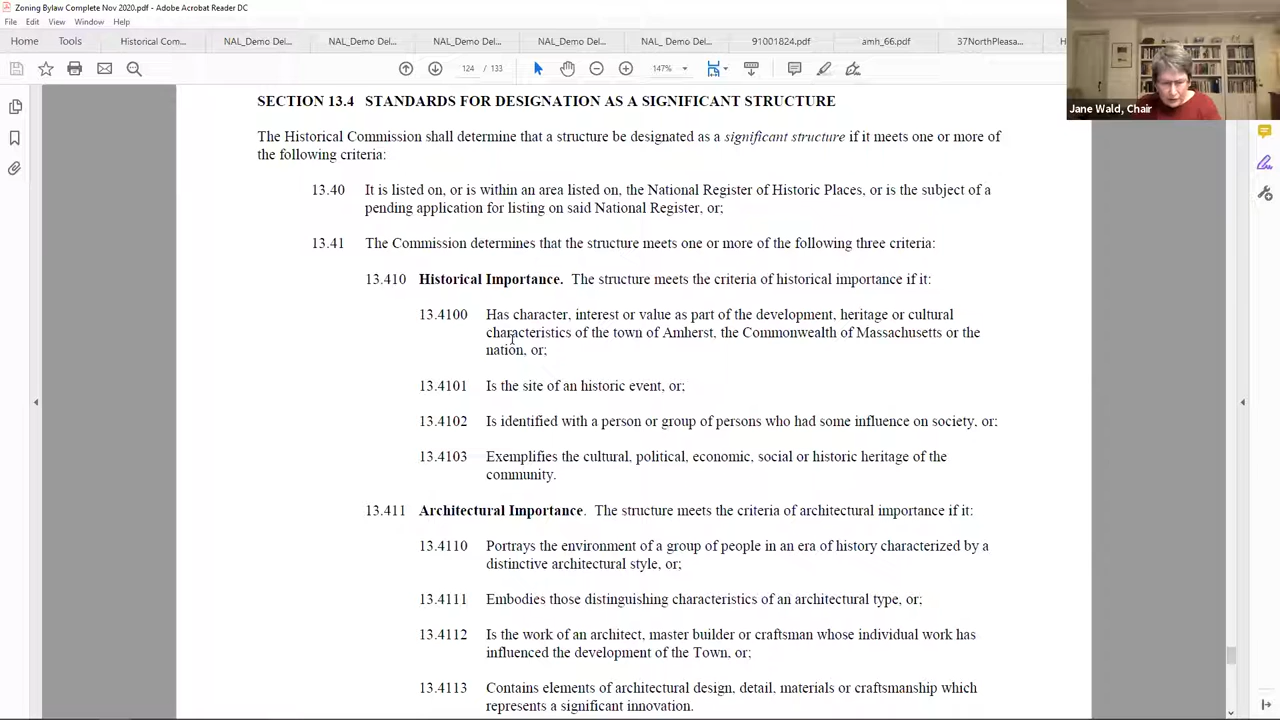 Zoning Bylaw Complete Nov 2020.pdf - Adobe Acrobat Reader DC
File Edit View Window Help
Home Tools Historical Com... NAL_Demo Del... NAL_Demo Del... NAL_Demo Del... NAL_Demo Del... NAL_ Demo Del... 91001824.pdf amh_66.pdf 37NorthPleasa...
124 / 133 147%
Jane Wald, Chair
SECTION 13.4 STANDARDS FOR DESIGNATION AS A SIGNIFICANT STRUCTURE
The Historical Commission shall determine that a structure be designated as a significant structure if it meets one or more of
the following criteria:
13.40 It is listed on, or is within an area listed on, the National Register of Historic Places, or is the subject of a
pending application for listing on said National Register, or;
13.41 The Commission determines that the structure meets one or more of the following three criteria:
13.410 Historical Importance. The structure meets the criteria of historical importance if it:
13.4100 Has character, interest or value as part of the development, heritage or cultural
characteristics of the town of Amherst, the Commonwealth of Massachusetts or the
nation, or;
13.4101 Is the site of an historic event, or;
13.4102 Is identified with a person or group of persons who had some influence on society, or:
13.4103 Exemplifies the cultural, political, economic, social or historic heritage of the
community.
13.411 Architectural Importance. The structure meets the criteria of architectural importance if it:
13.4110 Portrays the environment of a group of people in an era of history characterized by a
distinctive architectural style, or;
13.4111 Embodies those distinguishing characteristics of an architectural type, or;
13.4112 Is the work of an architect, master builder or craftsman whose individual work has
influenced the development of the Town, or;
13.4113 Contains elements of architectural design, detail, materials or craftsmanship which
represents a significant innovation.